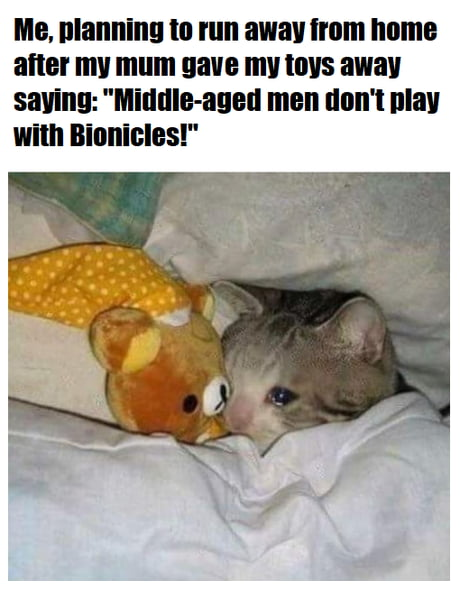 Me, planning to run away from home
after my mum gave my toys away
saying: "Middle-aged men don't play
with Bionicles!"